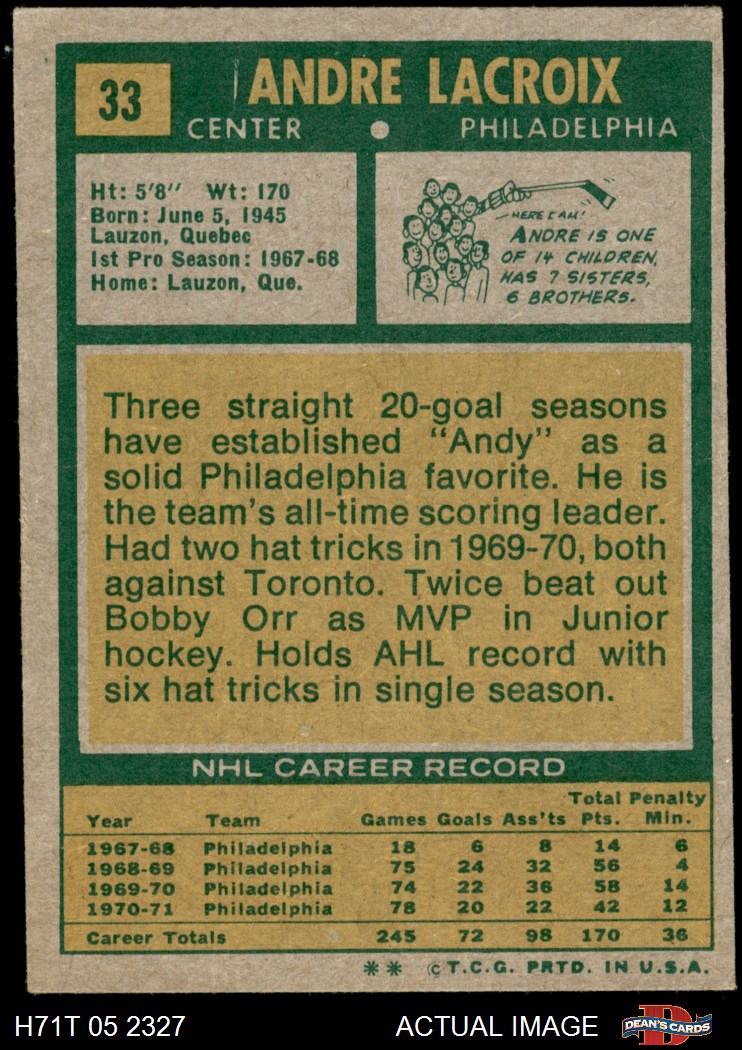 33
ANDRE LACROIX
CENTER ● PHILADELPHIA
Ht: 5'8" Wt: 170
Born: June 5, 1945
Lauzon, Quebec
1st Pro Season: 1967-68
Home: Lauzon, Que.
HERE I AM!
ANDRE IS ONE
OF 14 CHILDREN,
HAS 7 SISTERS,
6 BROTHERS.
Three straight 20-goal seasons
have established "Andy" as a
solid Philadelphia favorite. He is
the team's all-time scoring leader.
Had two hat tricks in 1969-70, both
against Toronto. Twice beat out
Bobby Orr as MVP in Junior
hockey. Holds AHL record with
six hat tricks in single season.
NHL CAREER RECORD
Total Penalty
Year Team Games Goals Ass'ts Pts. Min.
1967-68 Philadelphia 18 6 8 14 6
1968-69 Philadelphia 75 24 32 56 4
1969-70 Philadelphia 74 22 36 58 14
1970-71 Philadelphia 78 20 22 42 12
Career Totals 245 72 98 170 36
** © T.C.G. PRTD. IN U.S.A.
H71T 05 2327 ACTUAL IMAGE
D
DEAN'S CARDS